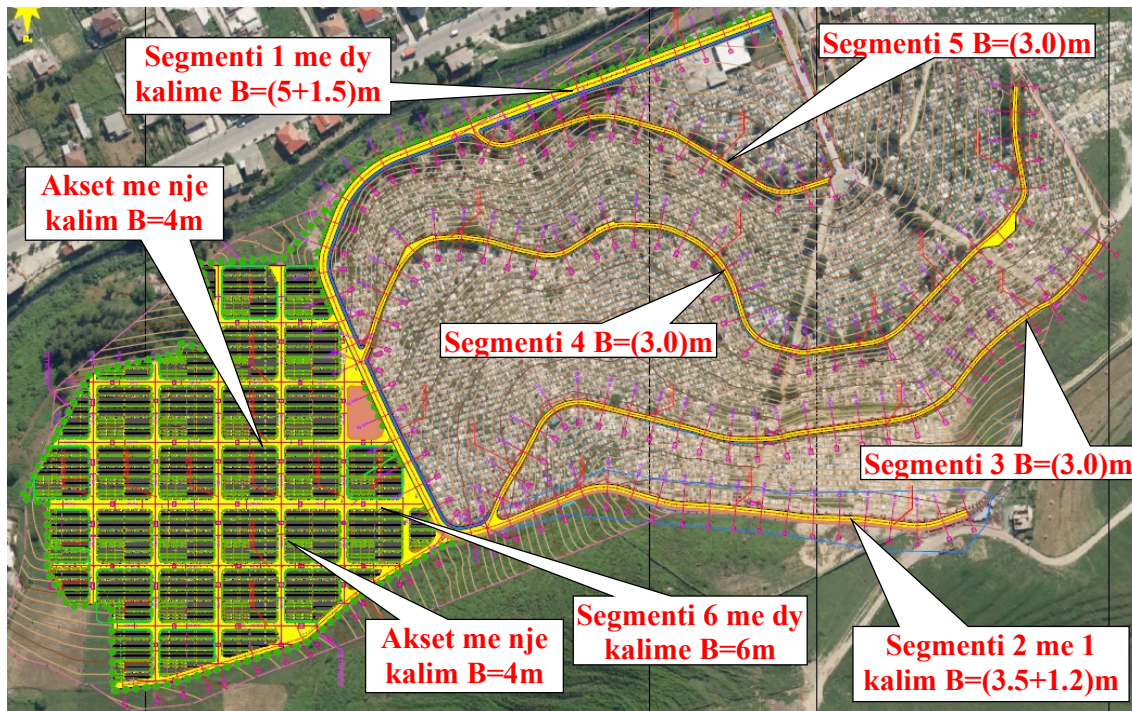 P
Segmenti 1 me dy
kalime B=(5+1.5)m
Segmenti 5 B=(3.0)m
Akset me nje
kalim B=4m
Segmenti 4 B=(3.0)m
Segmenti 3 B=(3.0)m
Segmenti 6 me dy
kalime B=6m
Akset me nje
kalim B=4m
Segmenti 2 me 1
kalim B=(3.5+1.2)m